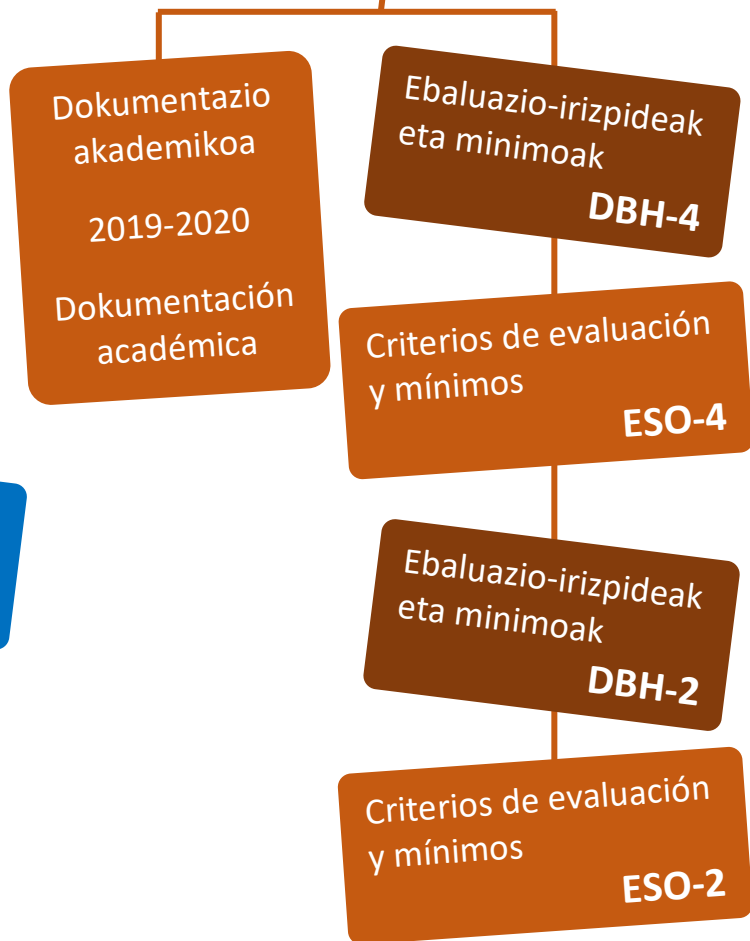 Dokumentazio
akademikoa
2019-2020
Dokumentación
académica
Ebaluazio-irizpideak
eta minimoak
DBH-4
Criterios de evaluación
y mínimos
ESO-4
Ebaluazio-irizpideak
eta minimoak
DBH-2
Criterios de evaluación
y mínimos
ESO-2